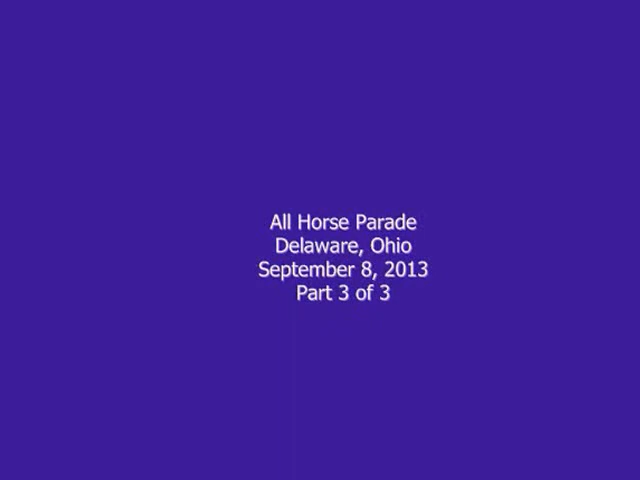 All Horse Parade
Delaware, Ohio
September 8, 2013
Part 3 of 3